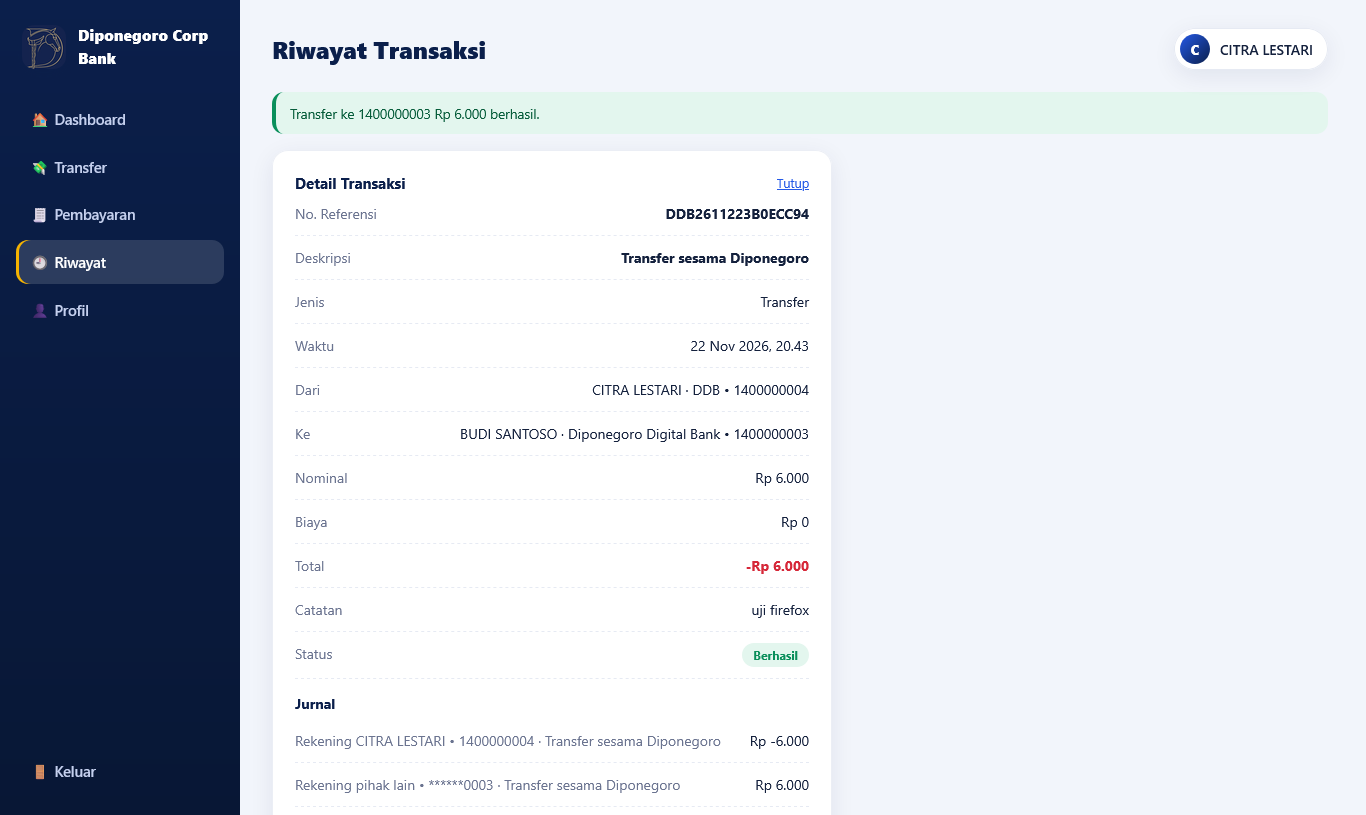 Diponegoro Corp
Bank
Dashboard
Transfer
Pembayaran
Riwayat
Profil
Keluar
Riwayat Transaksi
C
CITRA LESTARI
Transfer ke 1400000003 Rp 6.000 berhasil.
Detail Transaksi
Tutup
No. Referensi
DDB2611223B0ECC94
Deskripsi
Transfer sesama Diponegoro
Jenis
Transfer
Waktu
22 Nov 2026, 20.43
Dari
CITRA LESTARI · DDB • 1400000004
Ke
BUDI SANTOSO · Diponegoro Digital Bank • 1400000003
Nominal
Rp 6.000
Biaya
Rp 0
Total
-Rp 6.000
Catatan
uji firefox
Status
Berhasil
Jurnal
Rekening CITRA LESTARI • 1400000004 · Transfer sesama Diponegoro
Rp -6.000
Rekening pihak lain • ******0003 · Transfer sesama Diponegoro
Rp 6.000